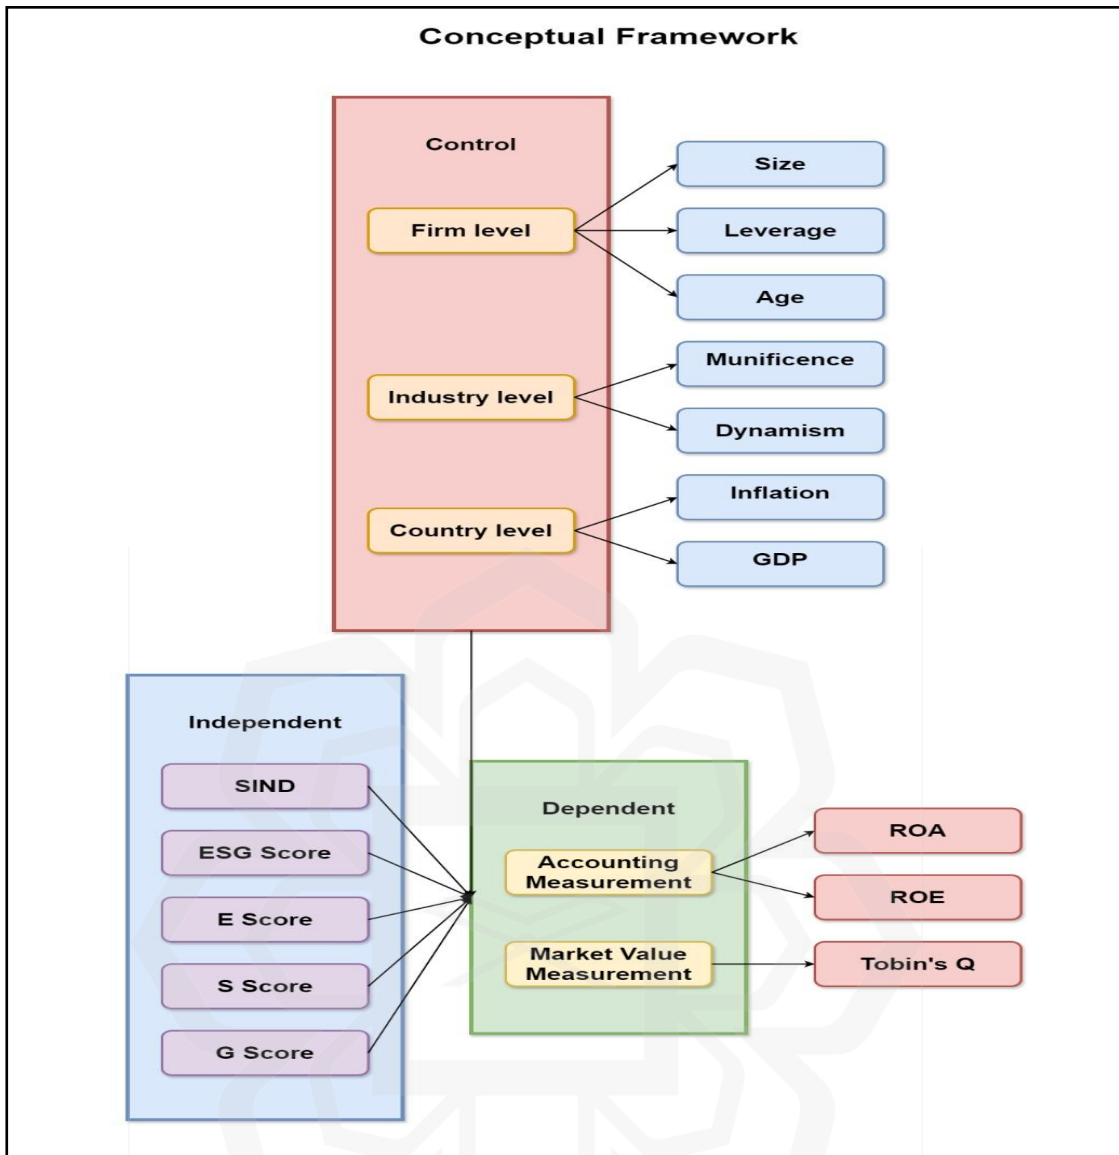 Conceptual Framework
Control
Firm level
Size
Leverage
Age
Industry level
Munificence
Dynamism
Country level
Inflation
GDP
Independent
SIND
ESG Score
E Score
S Score
G Score
Dependent
Accounting
Measurement
ROA
ROE
Market Value
Measurement
Tobin's Q